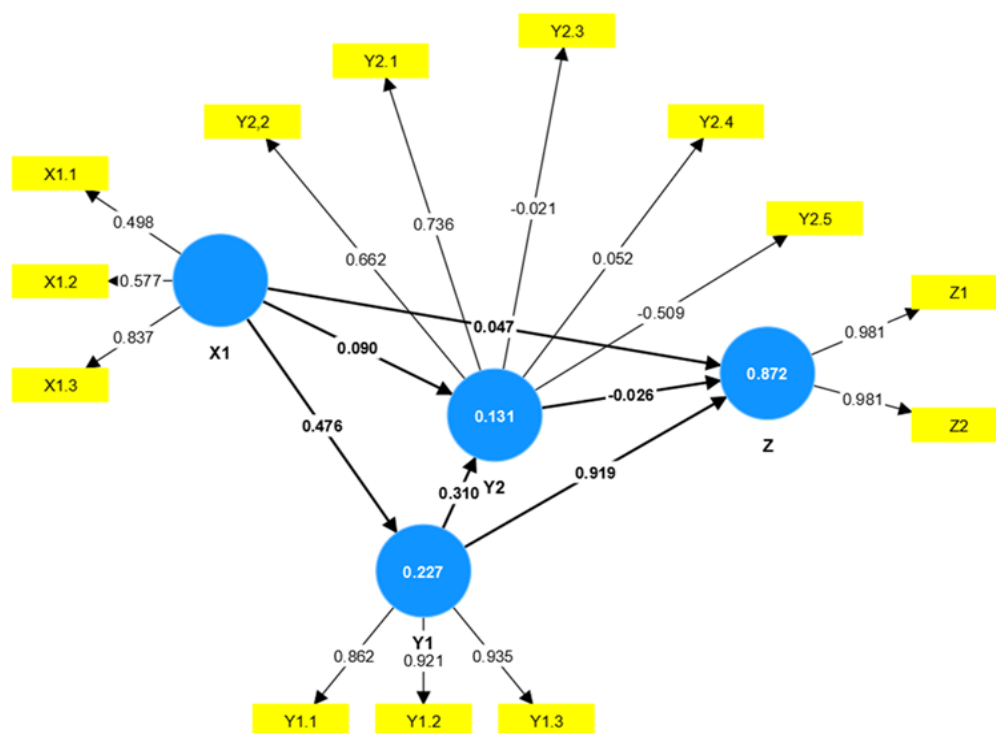 Y2.3
Y2.1
Y2,2
Y2.4
X1.1
Y2.5
0.498
0.736
-0.021
0.662
0.052
X1.2
0.577
Z1
-0.509
0.047
0.981
0.837
0.090
X1
X1.3
0.872
-0.026
0.981
0.131
Z2
0.476
Z
0.919
0.310
Y2
0.227
Y1
0.862
0.921
0.935
Y1.1
Y1.2
Y1.3